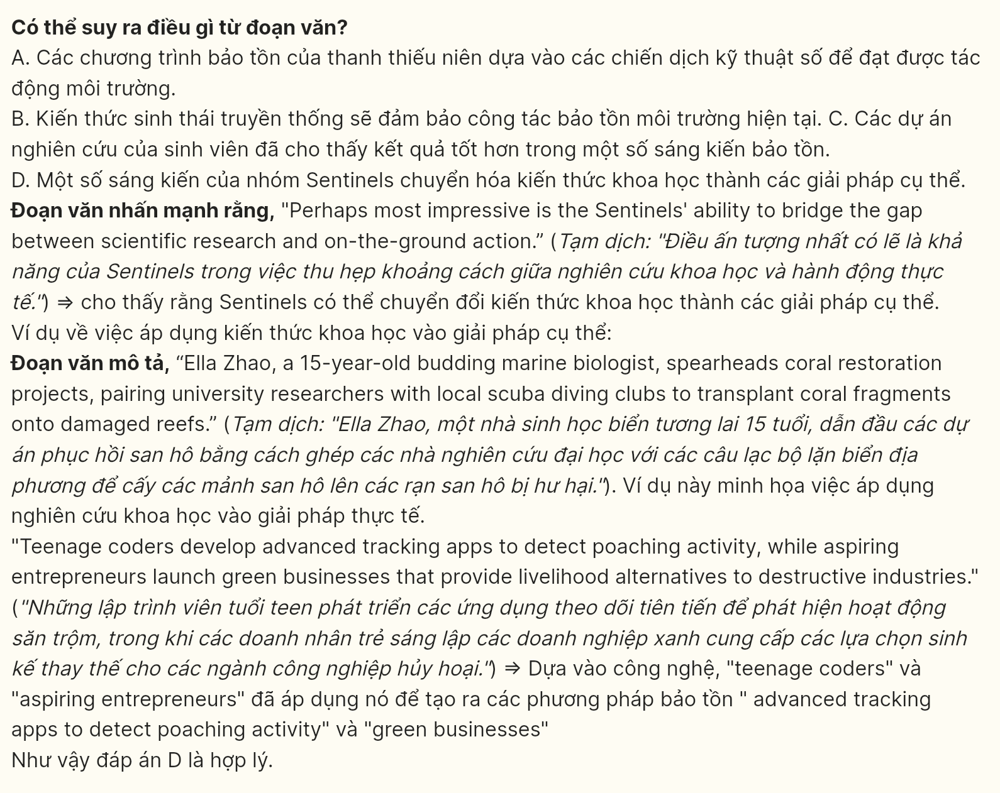 Có thể suy ra điều gì từ đoạn văn?
A. Các chương trình bảo tồn của thanh thiếu niên dựa vào các chiến dịch kỹ thuật số để đạt được tác
động môi trường.
B. Kiến thức sinh thái truyền thống sẽ đảm bảo công tác bảo tồn môi trường hiện tại. C. Các dự án
nghiên cứu của sinh viên đã cho thấy kết quả tốt hơn trong một số sáng kiến bảo tồn.
D. Một số sáng kiến của nhóm Sentinels chuyển hóa kiến thức khoa học thành các giải pháp cụ thể.
Đoạn văn nhấn mạnh rằng, "Perhaps most impressive is the Sentinels' ability to bridge the gap
between scientific research and on-the-ground action.” (Tạm dịch: "Điều ấn tượng nhất có lẽ là khả
năng của Sentinels trong việc thu hẹp khoảng cách giữa nghiên cứu khoa học và hành động thực
tế.") ⇒ cho thấy rằng Sentinels có thể chuyển đổi kiến thức khoa học thành các giải pháp cụ thể.
Ví dụ về việc áp dụng kiến thức khoa học vào giải pháp cụ thể:
Đoạn văn mô tả, “Ella Zhao, a 15-year-old budding marine biologist, spearheads coral restoration
projects, pairing university researchers with local scuba diving clubs to transplant coral fragments
onto damaged reefs.” (Tạm dịch: "Ella Zhao, một nhà sinh học biển tương lai 15 tuổi, dẫn đầu các dự
án phục hồi san hô bằng cách ghép các nhà nghiên cứu đại học với các câu lạc bộ lặn biển địa
phương để cấy các mảnh san hô lên các rạn san hô bị hư hại."). Ví dụ này minh họa việc áp dụng
nghiên cứu khoa học vào giải pháp thực tế.
"Teenage coders develop advanced tracking apps to detect poaching activity, while aspiring
entrepreneurs launch green businesses that provide livelihood alternatives to destructive industries."
("Những lập trình viên tuổi teen phát triển các ứng dụng theo dõi tiên tiến để phát hiện hoạt động
săn trộm, trong khi các doanh nhân trẻ sáng lập các doanh nghiệp xanh cung cấp các lựa chọn sinh
kế thay thế cho các ngành công nghiệp hủy hoại.") ⇒ Dựa vào công nghệ, "teenage coders" và
"aspiring entrepreneurs" đã áp dụng nó để tạo ra các phương pháp bảo tồn " advanced tracking
apps to detect poaching activity" và "green businesses"
Như vậy đáp án D là hợp lý.